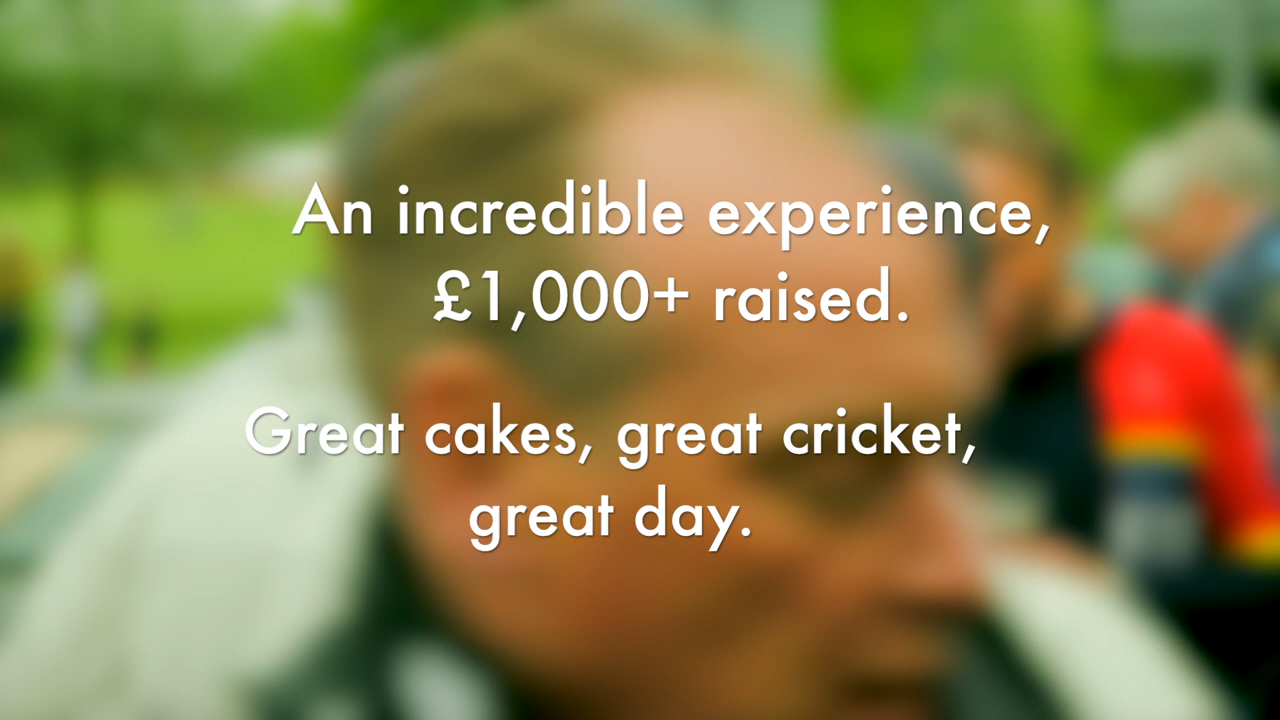 An incredible experience,
£1,000+ raised.
Great cakes, great cricket,
great day.